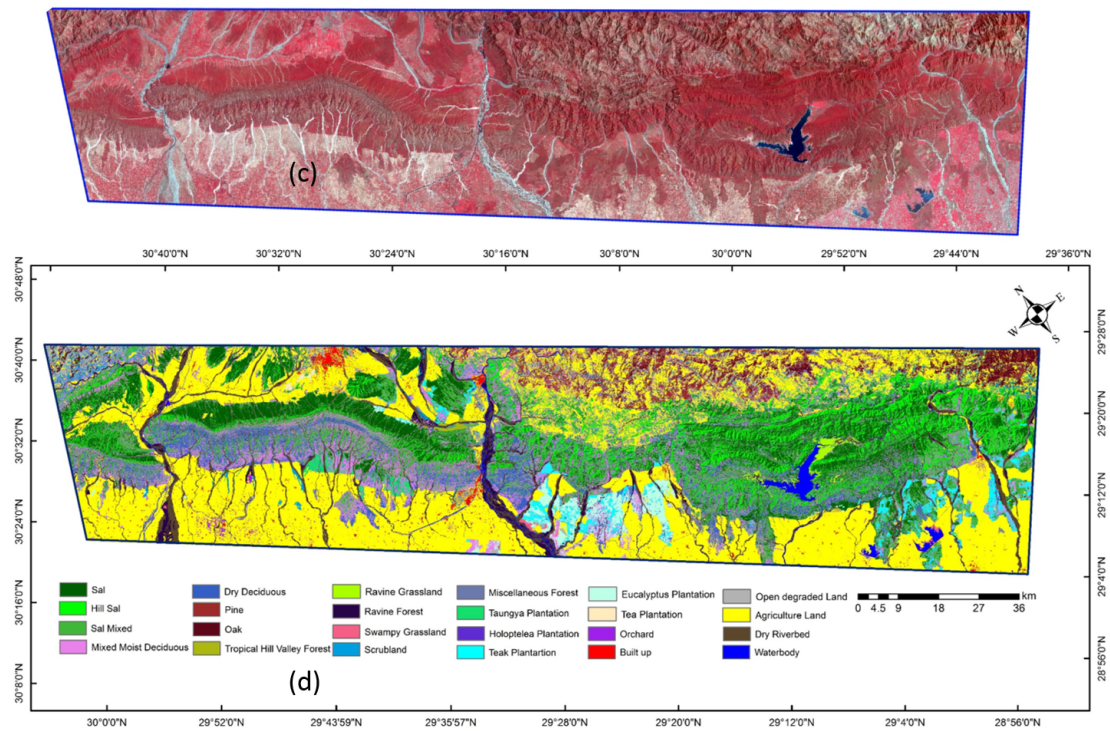 (c)
30°40'0"N 30°32'0"N 30°24'0"N 30°16'0"N 30°8'0"N 30°0'0"N 29°52'0"N 29°44'0"N 29°36'0"N
30°48'0"N
30°40'0"N
30°32'0"N
30°24'0"N
30°16'0"N
30°8'0"N
N
E
W
S
29°28'0"N
29°20'0"N
29°12'0"N
29°4'0"N
28°56'0"N
Sal
Hill Sal
Sal Mixed
Mixed Moist Deciduous
Dry Deciduous
Pine
Oak
Tropical Hill Valley Forest
Ravine Grassland
Ravine Forest
Swampy Grassland
Scrubland
Miscellaneous Forest
Taungya Plantation
Holoptelea Plantation
Teak Plantartion
Eucalyptus Plantation
Tea Plantation
Orchard
Built up
Open degraded Land
Agriculture Land
Dry Riverbed
Waterbody
0 4.5 9 18 27 36
km
(d)
30°0'0"N 29°52'0"N 29°43'59"N 29°35'57"N 29°28'0"N 29°20'0"N 29°12'0"N 29°4'0"N 28°56'0"N